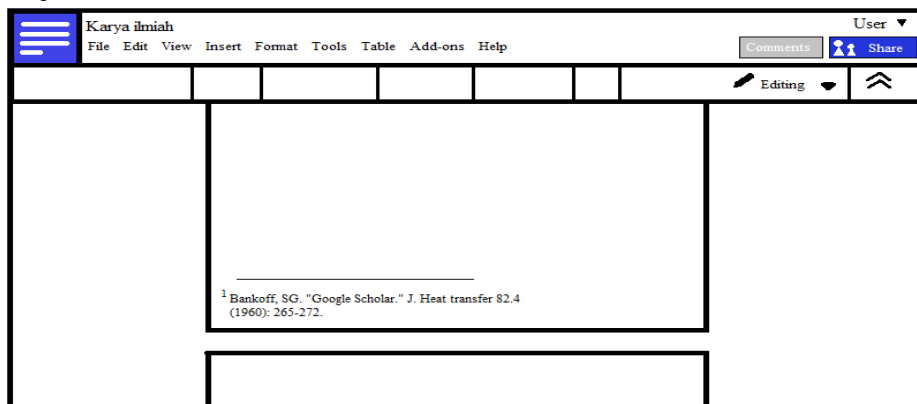 Karya ilmiah
User ▼
File Edit View Insert Format Tools Table Add-ons Help
Comments
Share
Editing
1 Bankoff, SG. "Google Scholar." J. Heat transfer 82.4
(1960): 265-272.